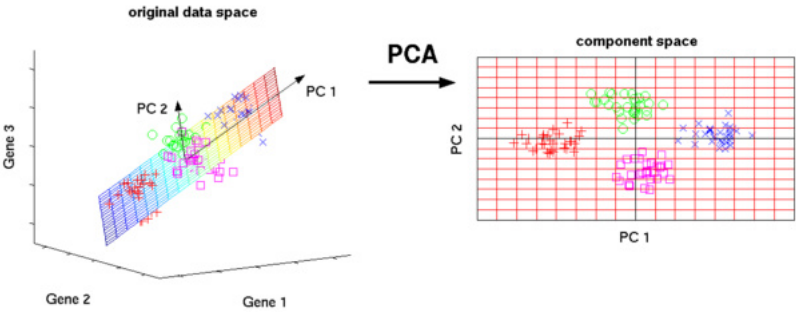 original data space
PCA
component space
PC 1
PC 2
Gene 3
PC 2
Gene 2
Gene 1
PC 1